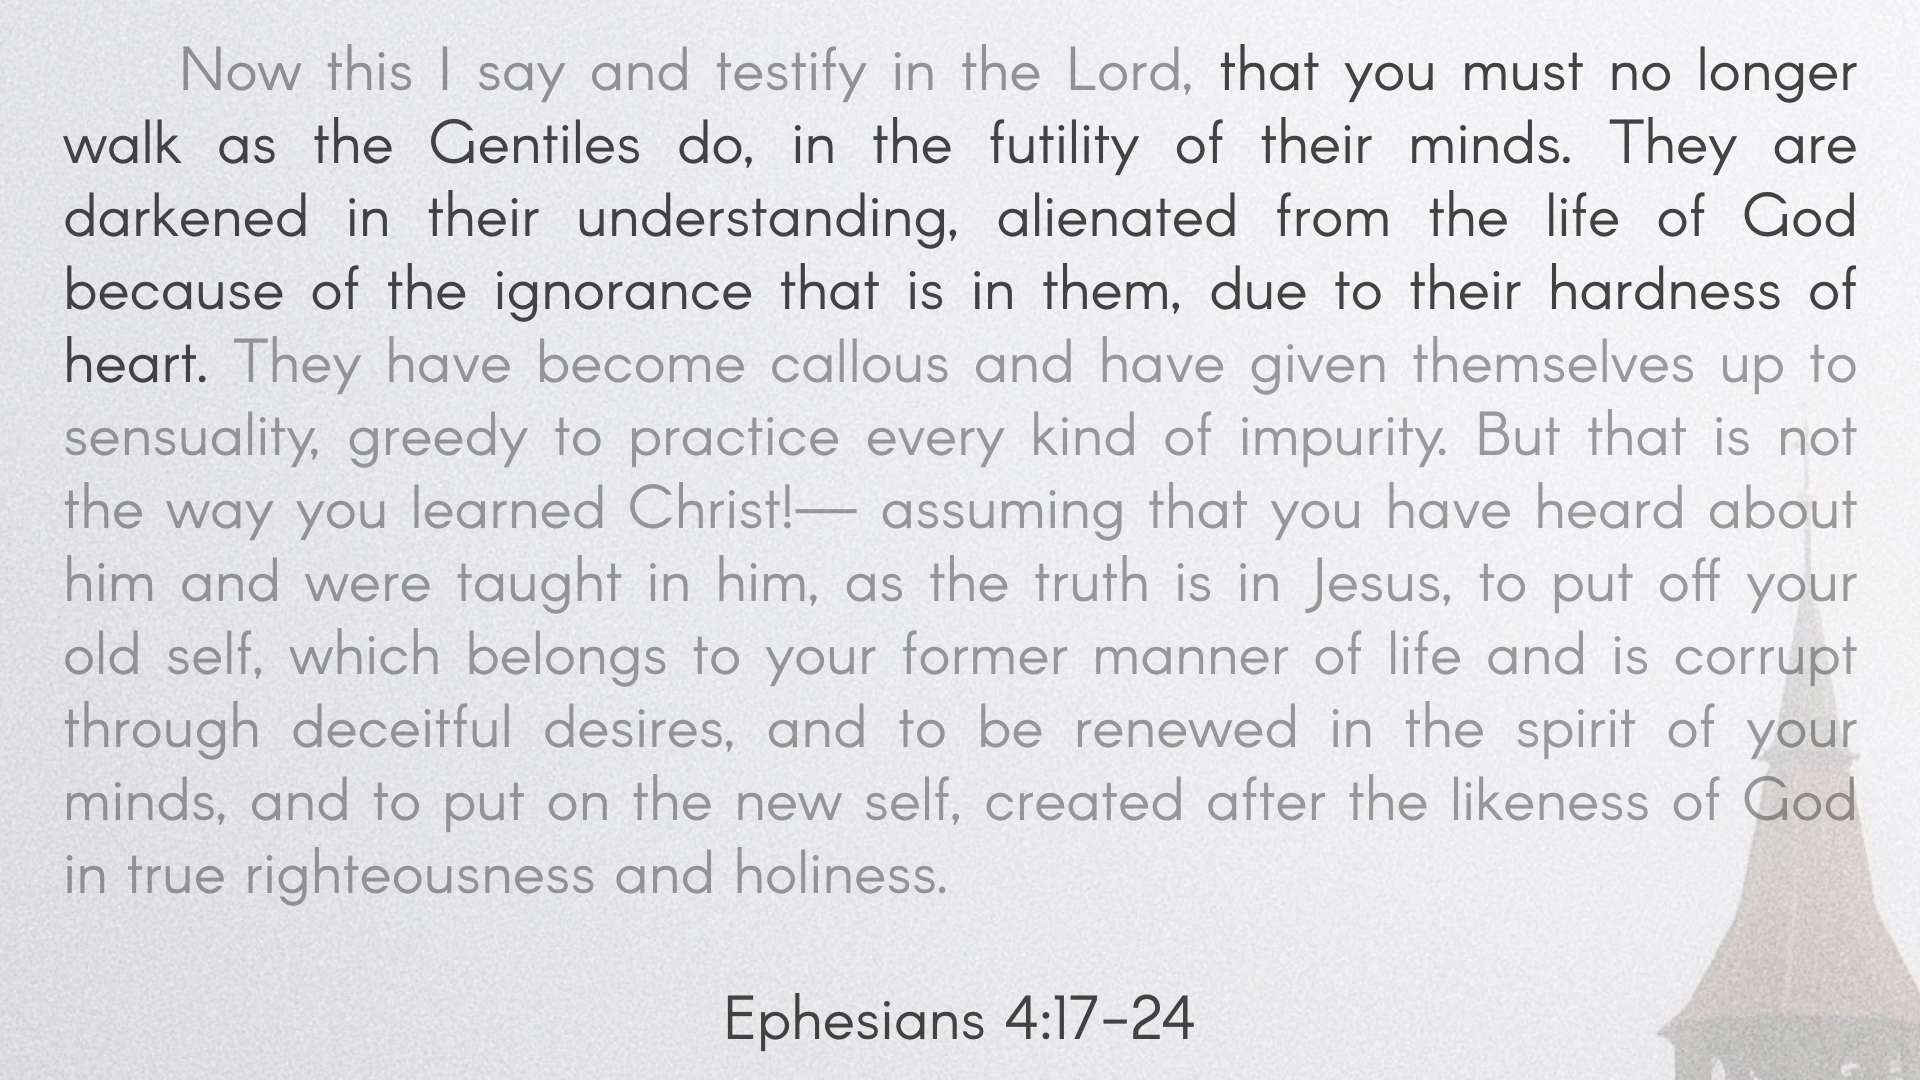 Now this I say and testify in the Lord, that you must no longer
walk as the Gentiles do, in the futility of their minds. They are
darkened in their understanding, alienated from the life of God
because of the ignorance that is in them, due to their hardness of
heart. They have become callous and have given themselves up to
sensuality, greedy to practice every kind of impurity. But that is not
the way you learned Christ!— assuming that you have heard about
him and were taught in him, as the truth is in Jesus, to put off your
old self, which belongs to your former manner of life and is corrupt
through deceitful desires, and to be renewed in the spirit of your
minds, and to put on the new self, created after the likeness of God
in true righteousness and holiness.
Ephesians 4:17–24